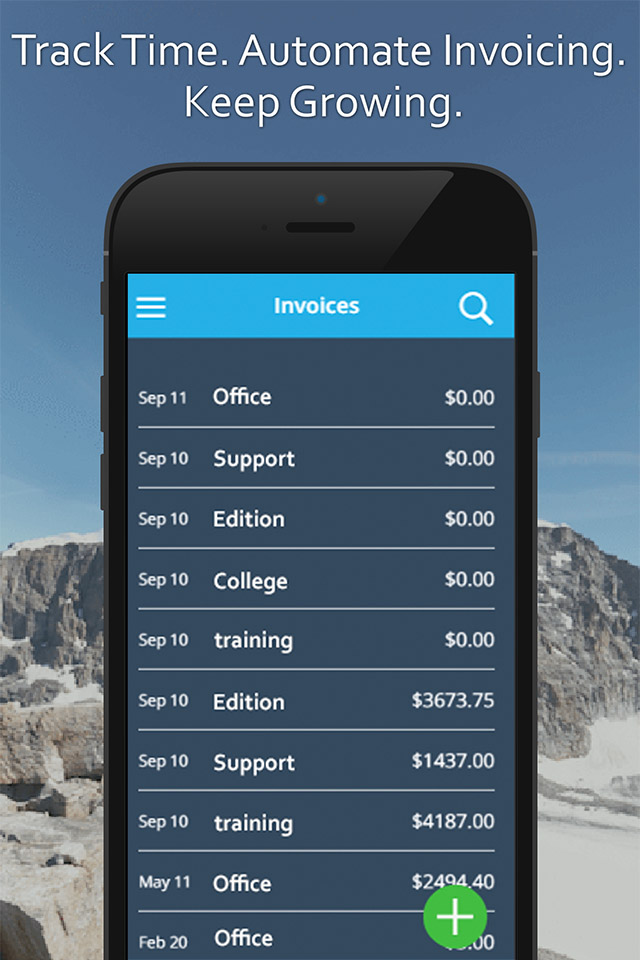 Track Time. Automate Invoicing.
Keep Growing.
Invoices
Sep 11 Office $0.00
Sep 10 Support $0.00
Sep 10 Edition $0.00
Sep 10 College $0.00
Sep 10 training $0.00
Sep 10 Edition $3673.75
Sep 10 Support $1437.00
Sep 10 training $4187.00
May 11 Office $2494.40
Feb 20 Office